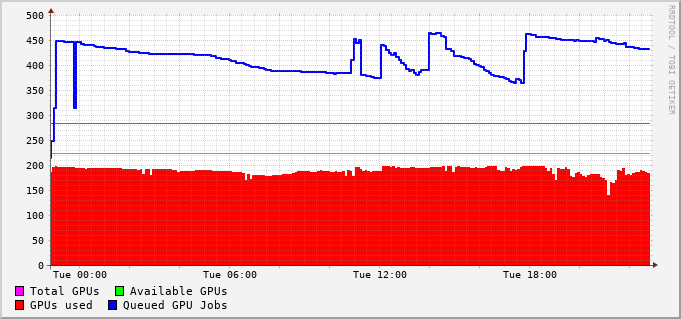 500
450
400
350
300
250
200
150
100
50
0
Tue 00:00 Tue 06:00 Tue 12:00 Tue 18:00
Total GPUs Available GPUs
GPUs used Queued GPU Jobs
RRDTOOL / TOBI OETIKER